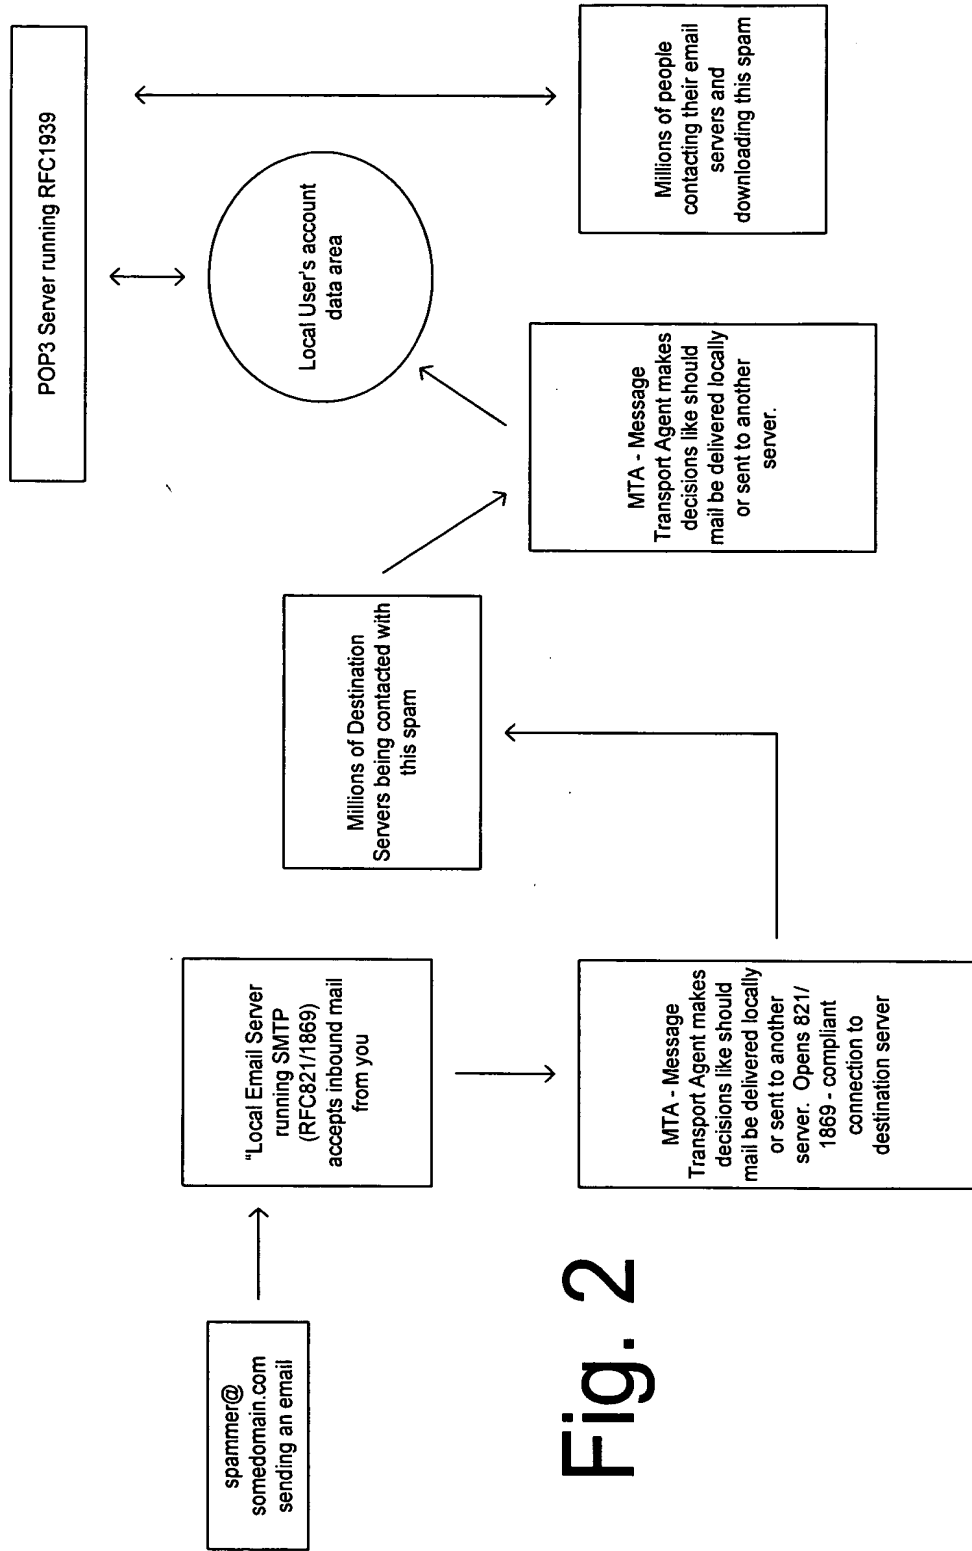 spammer@
somedomain.com
sending an email
"Local Email Server
running SMTP
(RFC821/1869)
accepts inbound mail
from you
MTA - Message
Transport Agent makes
decisions like should
mail be delivered locally
or sent to another
server. Opens 821/
1869 - compliant
connection to
destination server
Millions of Destination
Servers being contacted with
this spam
MTA - Message
Transport Agent makes
decisions like should
mail be delivered locally
or sent to another
server.
Local User's account
data area
POP3 Server running RFC1939
Millions of people
contacting their email
servers and
downloading this spam
Fig. 2